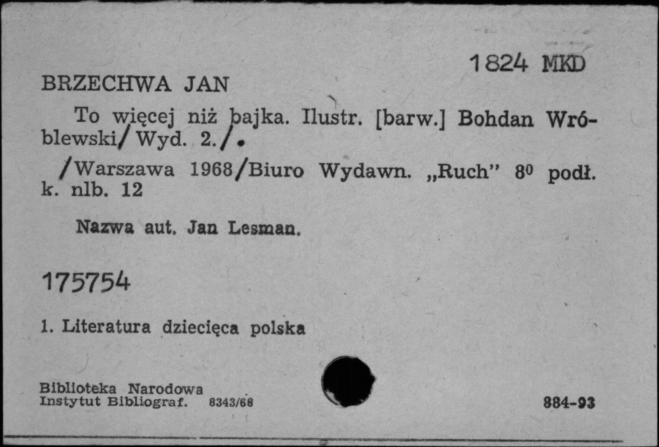 1824 MKD
BRZECHWA JAN
To więcej niż bajka. Ilustr. [barw.] Bohdan Wró-
blewski/Wyd. 2./.
/Warszawa 1968/Biuro Wydawn. „Ruch” 8⁰ podł.
k. nlb. 12
Nazwa aut. Jan Lesman.
175754
1. Literatura dziecięca polska
Biblioteka Narodowa
Instytut Bibliograf. 8343/68
884-93